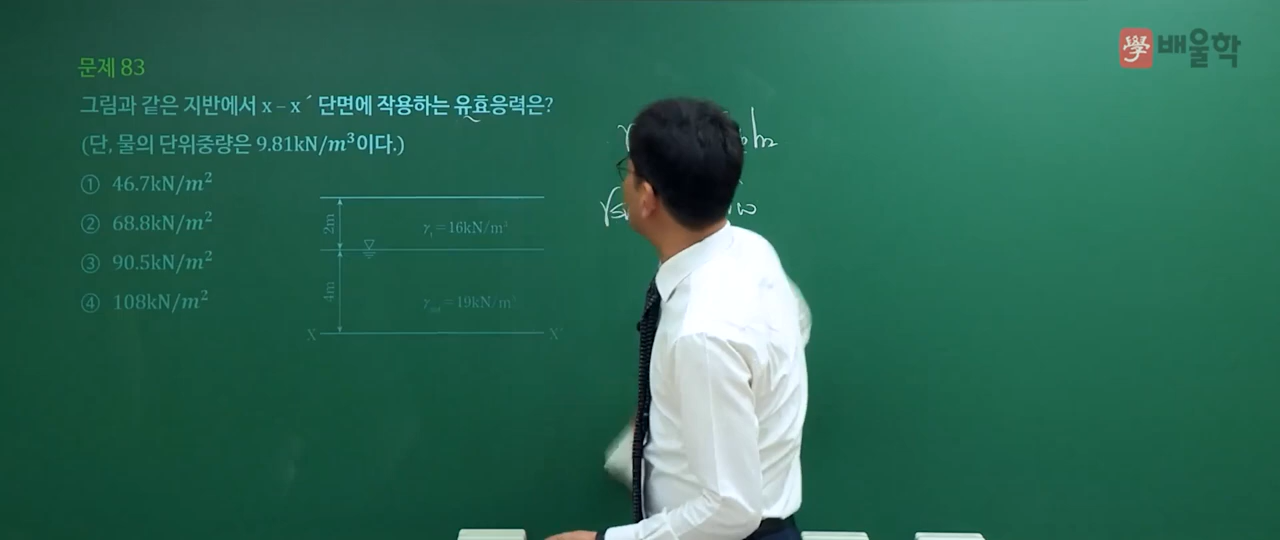 學 배울학
문제 83
그림과 같은 지반에서 x – x´ 단면에 작용하는 유효응력은?
(단, 물의 단위중량은 9.81kN/m³이다.)
① 46.7kN/m²
② 68.8kN/m²
③ 90.5kN/m²
④ 108kN/m²
2m
γt=16kN/m³
4m
γsat=19kN/m³
X X'
h₂
w